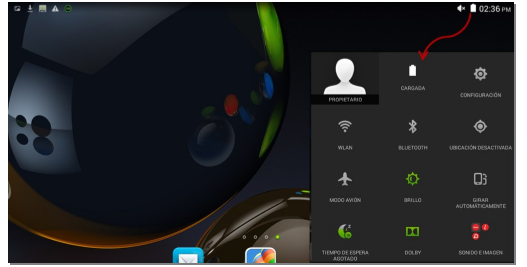 02:36 PM
PROPIETARIO
CARGADA
CONFIGURACIÓN
WLAN
BLUETOOTH
UBICACIÓN DESACTIVADA
MODO AVIÓN
BRILLO
GIRAR
AUTOMÁTICAMENTE
TIEMPO DE ESPERA
AGOTADO
DOLBY
SONIDO E IMAGEN